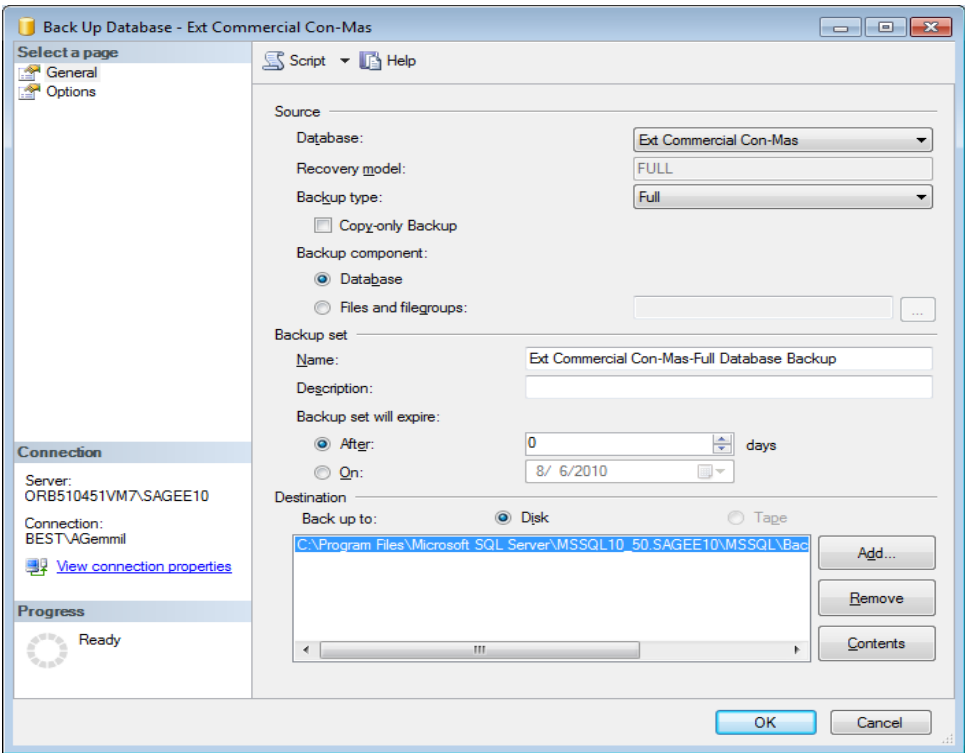 Back Up Database - Ext Commercial Con-Mas
Select a page
General
Options
Script
Help
Source
Database:
Ext Commercial Con-Mas
Recovery model:
FULL
Backup type:
Full
Copy-only Backup
Backup component:
Database
Files and filegroups:
...
Backup set
Name:
Ext Commercial Con-Mas-Full Database Backup
Description:
Backup set will expire:
After:
0
days
On:
8/ 6/2010
Destination
Back up to:
Disk
Tape
C:\Program Files\Microsoft SQL Server\MSSQL10_50.SAGEE10\MSSQL\Bac
Add...
Remove
Contents
Connection
Server:
ORB510451VM7\SAGEE10
Connection:
BEST\AGemmil
View connection properties
Progress
Ready
OK
Cancel